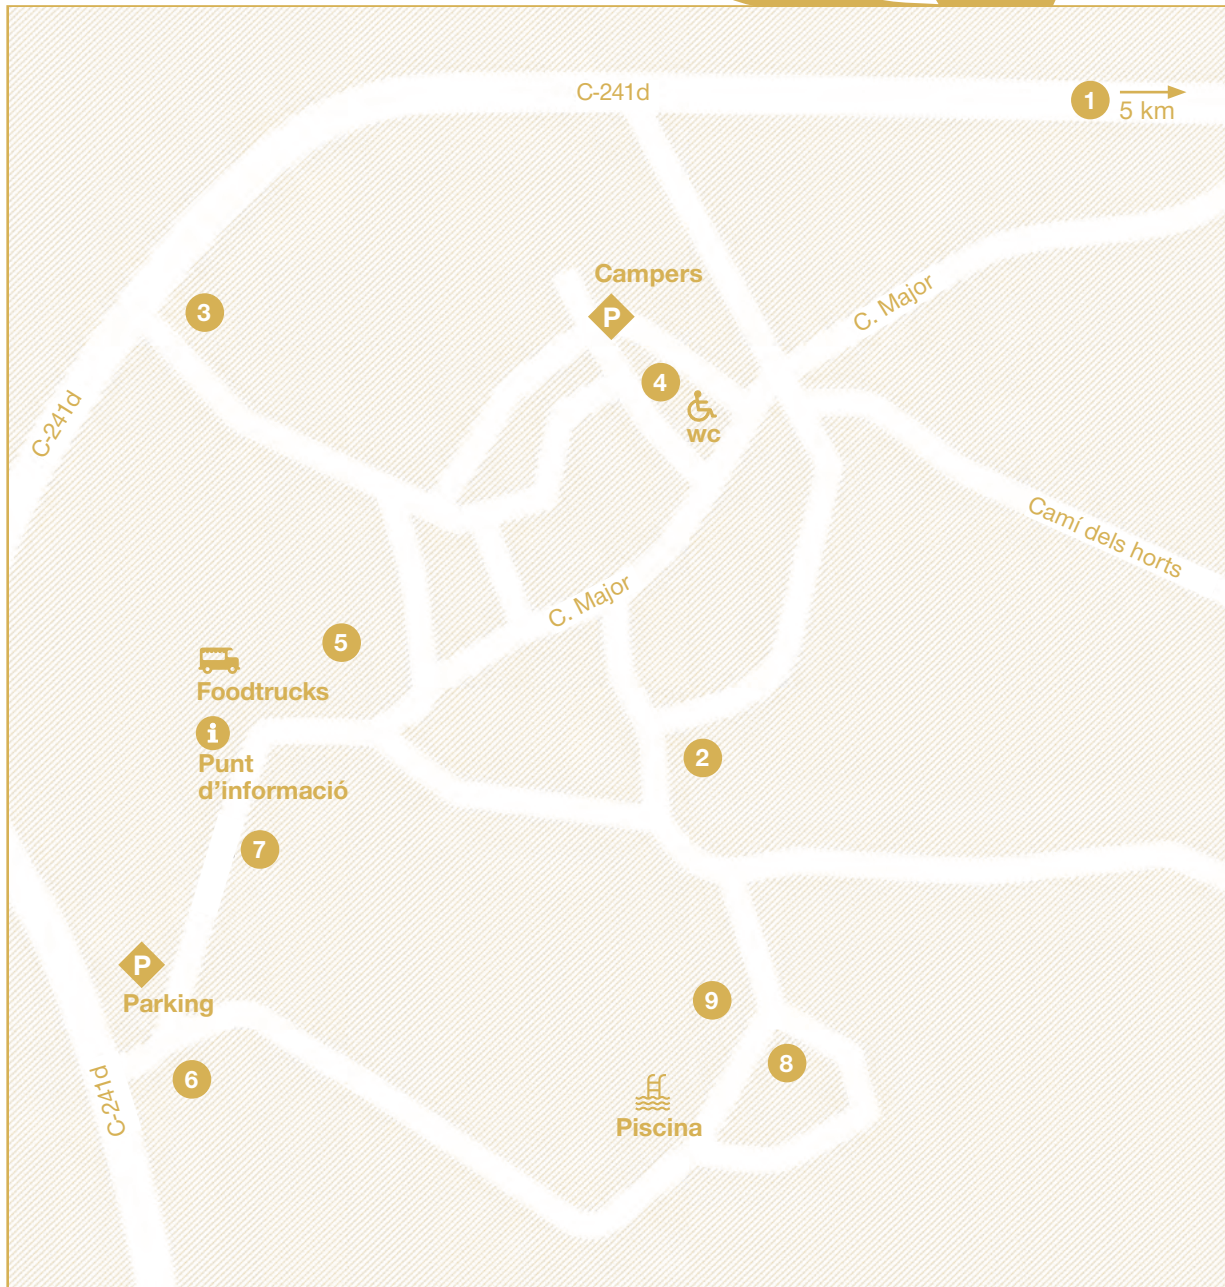 C-241d
1
5 km
Campers
P
C. Major
3
4
wc
C-241d
Camí dels horts
C. Major
5
Foodtrucks
i
Punt
d'informació
2
7
P
Parking
9
6
8
C-241d
Piscina